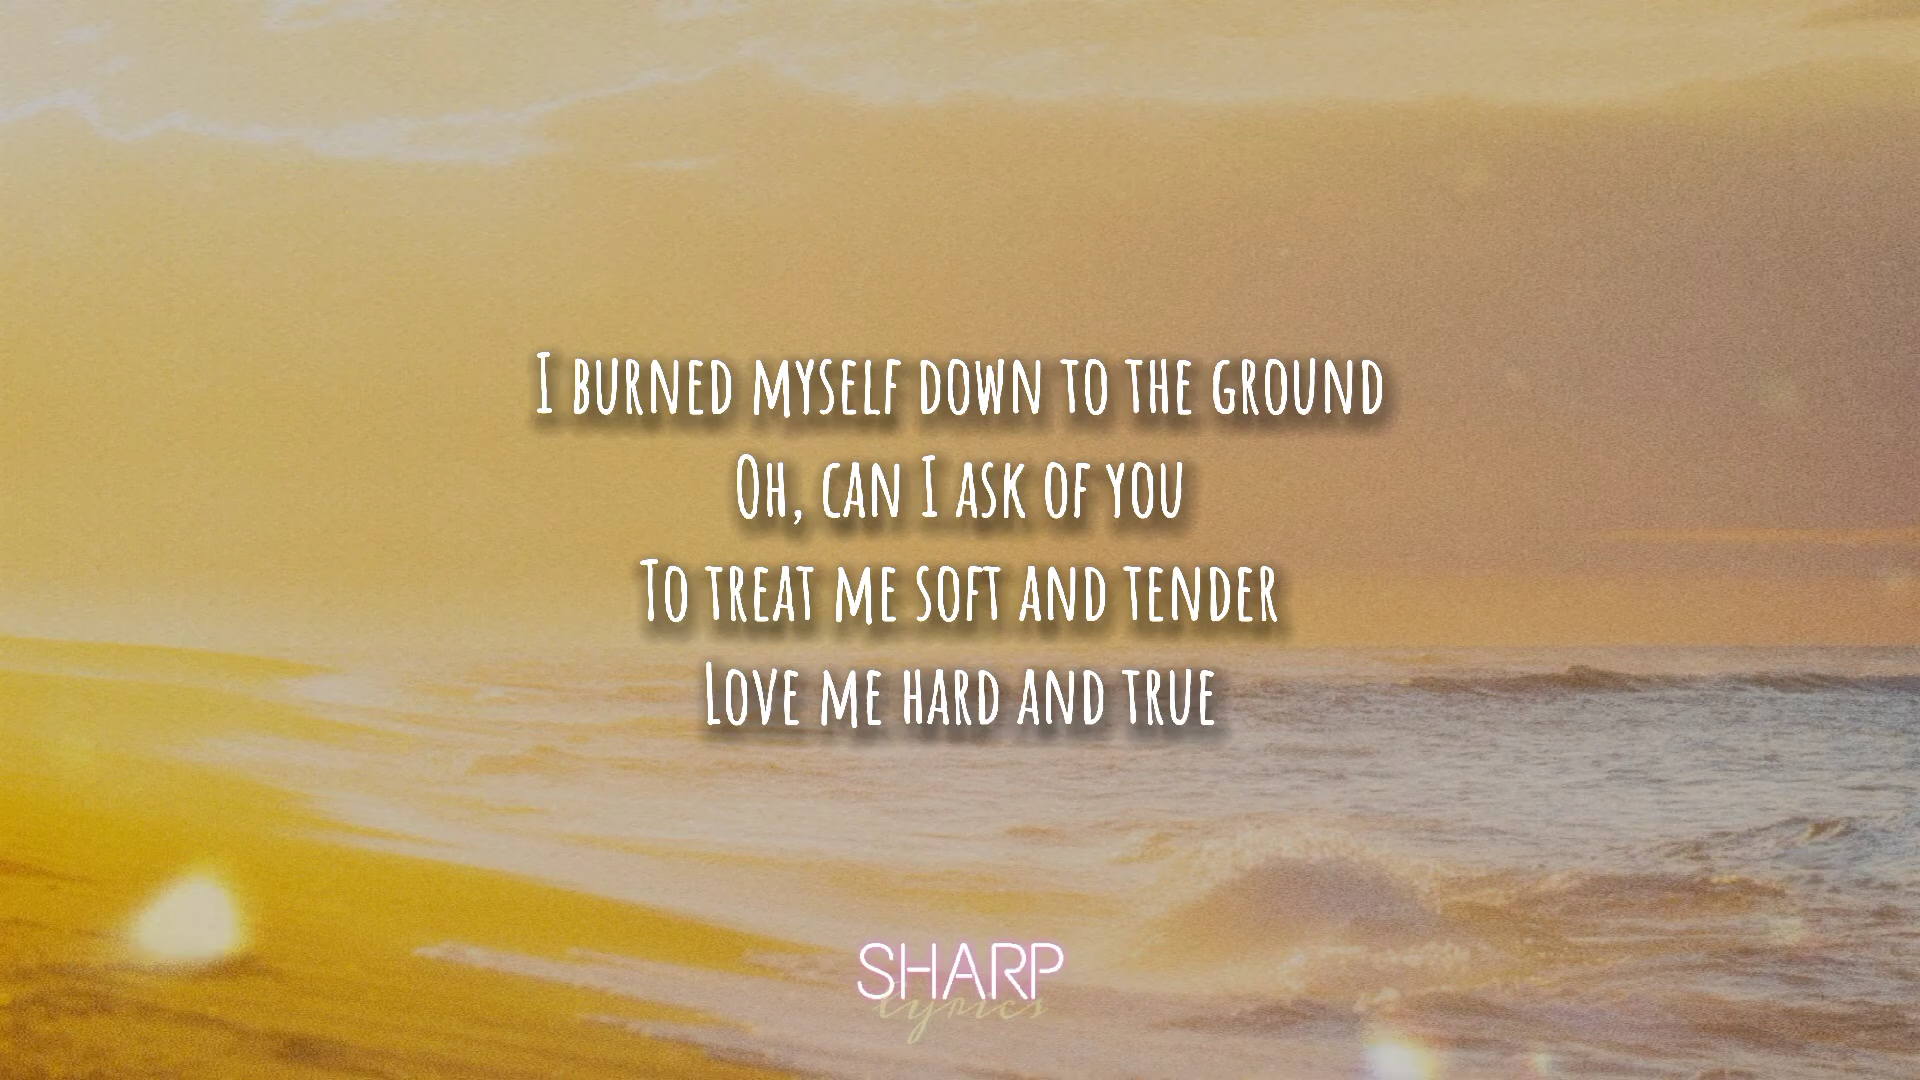 I burned myself down to the ground
Oh, can I ask of you
To treat me soft and tender
Love me hard and true
SHARP
lyrics